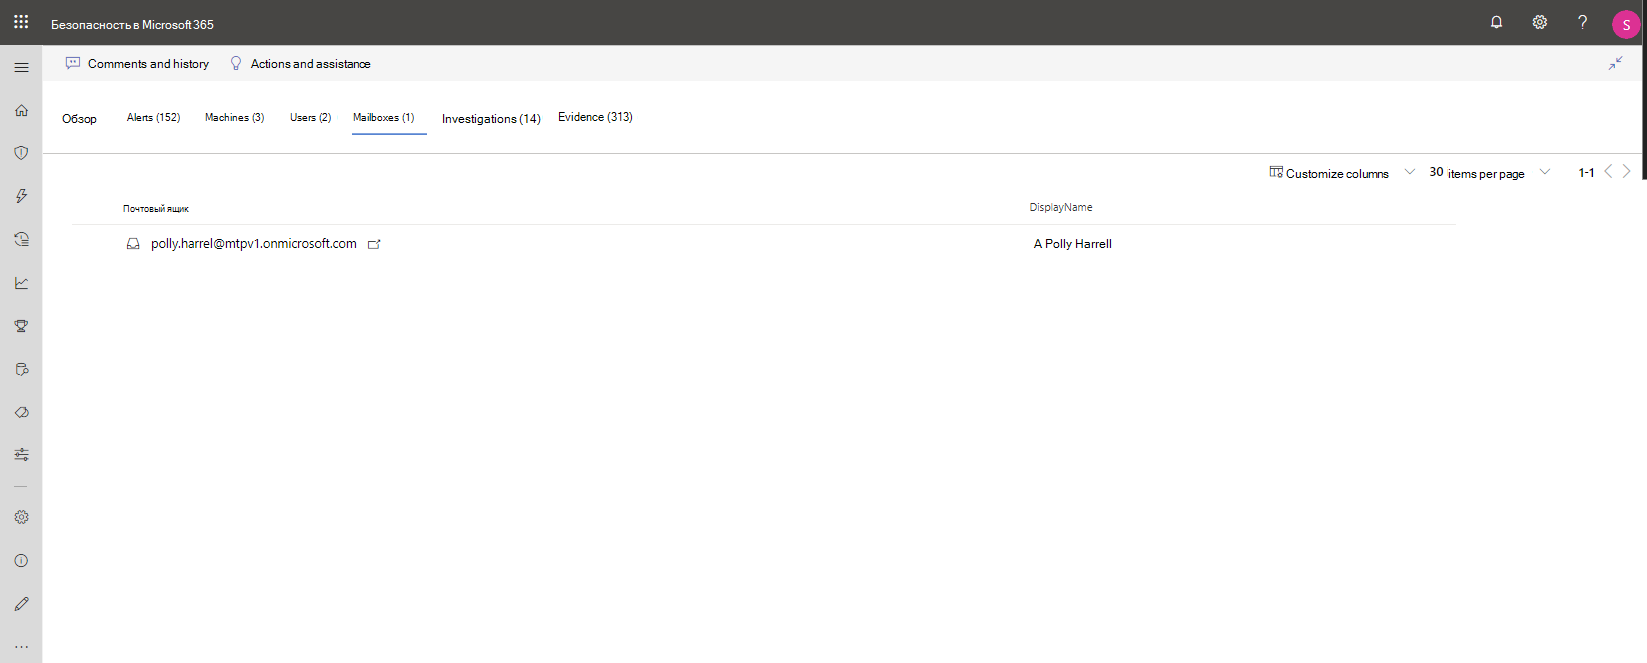 Безопасность в Microsoft 365
S
Comments and history Actions and assistance
Обзор Alerts (152) Machines (3) Users (2) Mailboxes (1) Investigations (14) Evidence (313)
Customize columns 30 items per page 1-1
Почтовый ящик DisplayName
polly.harrel@mtpv1.onmicrosoft.com A Polly Harrell